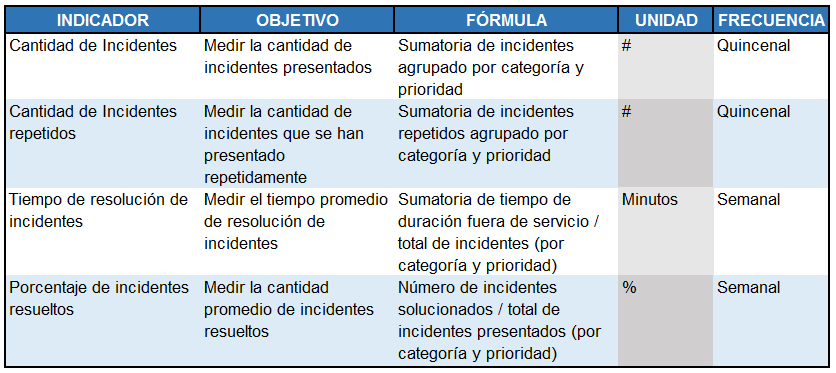 INDICADOR OBJETIVO FÓRMULA UNIDAD FRECUENCIA
Cantidad de Incidentes Medir la cantidad de Sumatoria de incidentes # Quincenal
incidentes presentados agrupado por categoría y
prioridad
Cantidad de Incidentes Medir la cantidad de Sumatoria de incidentes # Quincenal
repetidos incidentes que se han repetidos agrupado por
presentado categoría y prioridad
repetidamente
Tiempo de resolución de Medir el tiempo promedio Sumatoria de tiempo de Minutos Semanal
incidentes de resolución de duración fuera de servicio /
incidentes total de incidentes (por
categoría y prioridad)
Porcentaje de incidentes Medir la cantidad Número de incidentes % Semanal
resueltos promedio de incidentes solucionados / total de
resueltos incidentes presentados (por
categoría y prioridad)